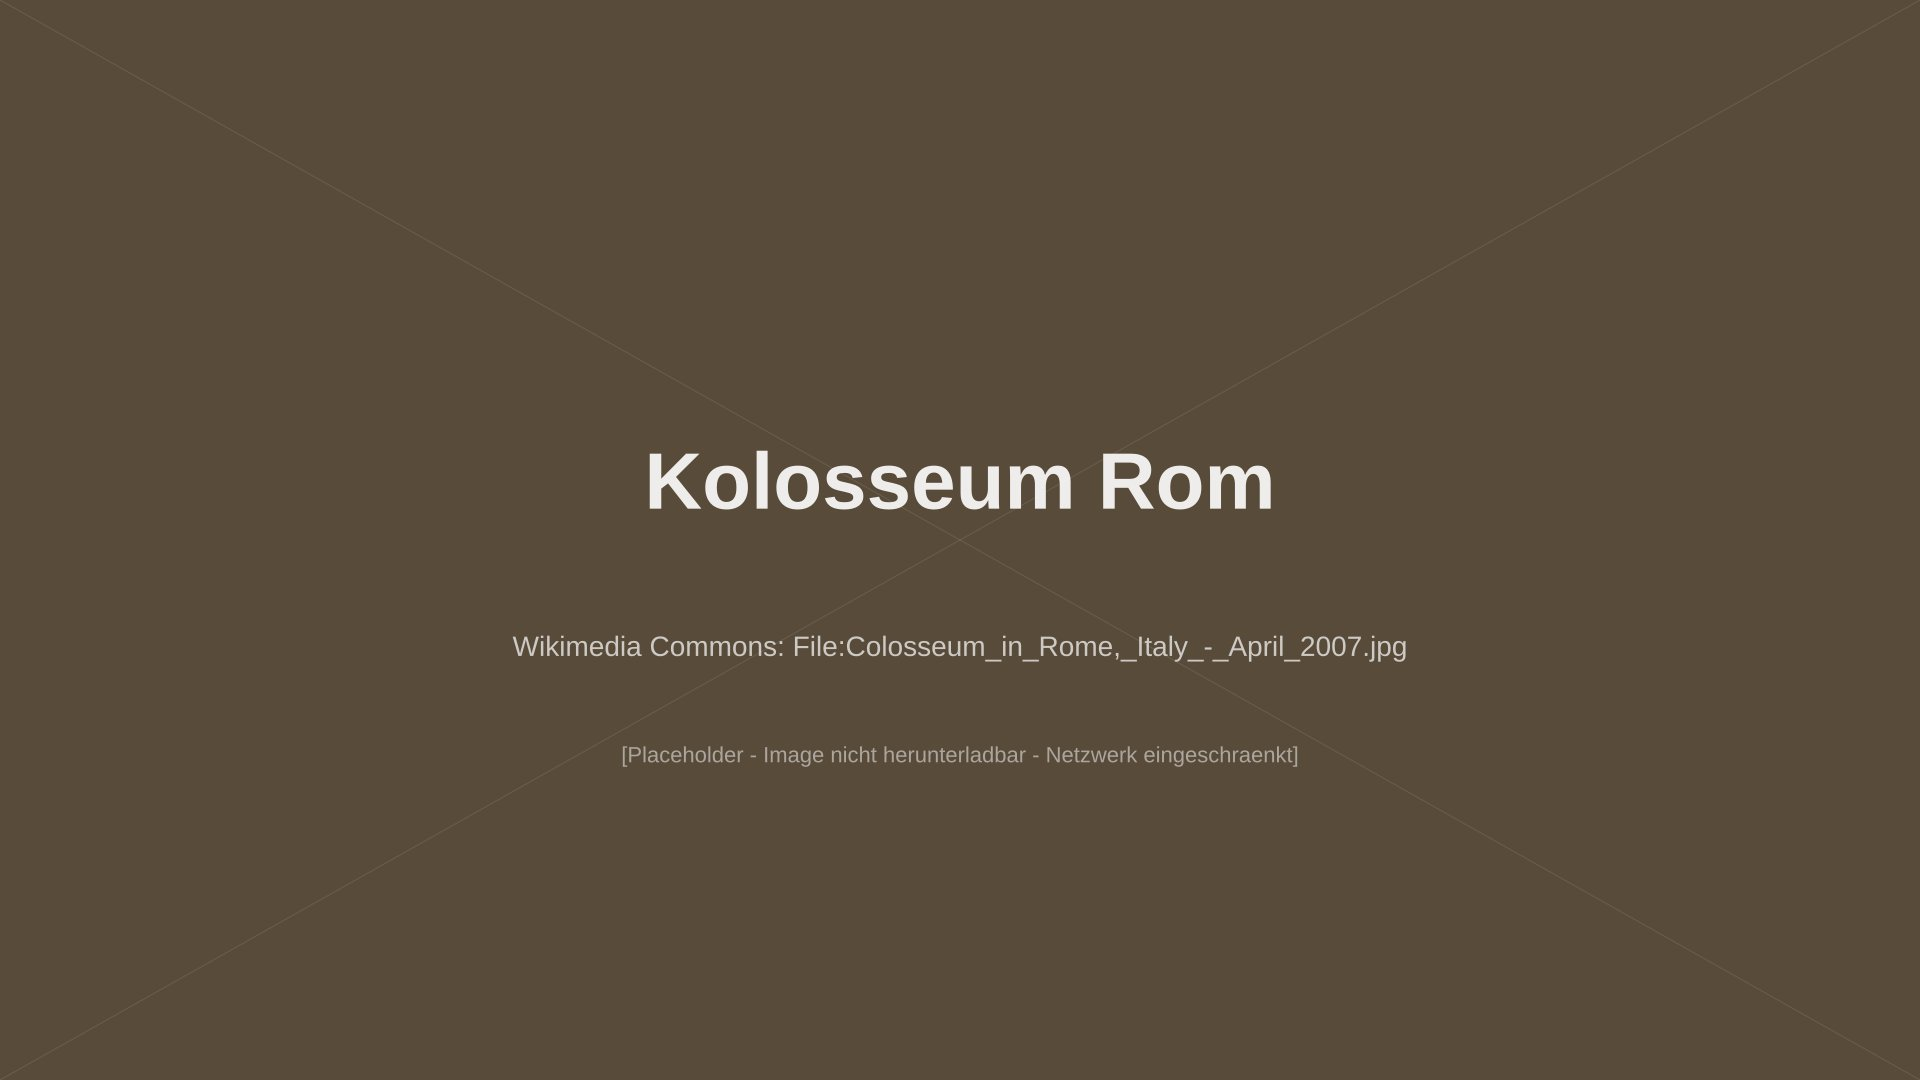 Kolosseum Rom
Wikimedia Commons: File:Colosseum_in_Rome,_Italy_-_April_2007.jpg
[Placeholder - Image nicht herunterladbar - Netzwerk eingeschraenkt]